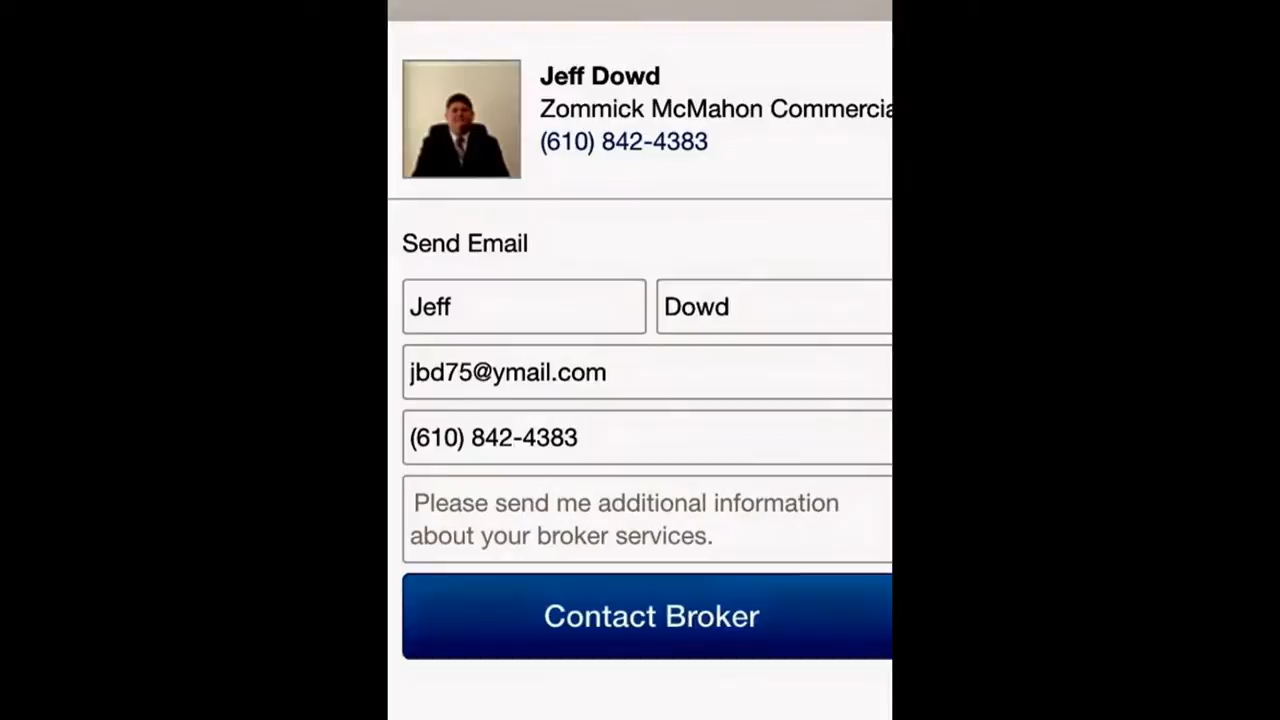 Jeff Dowd
Zommick McMahon Commercia
(610) 842-4383
Send Email
Jeff
Dowd
jbd75@ymail.com
(610) 842-4383
Please send me additional information
about your broker services.
Contact Broker